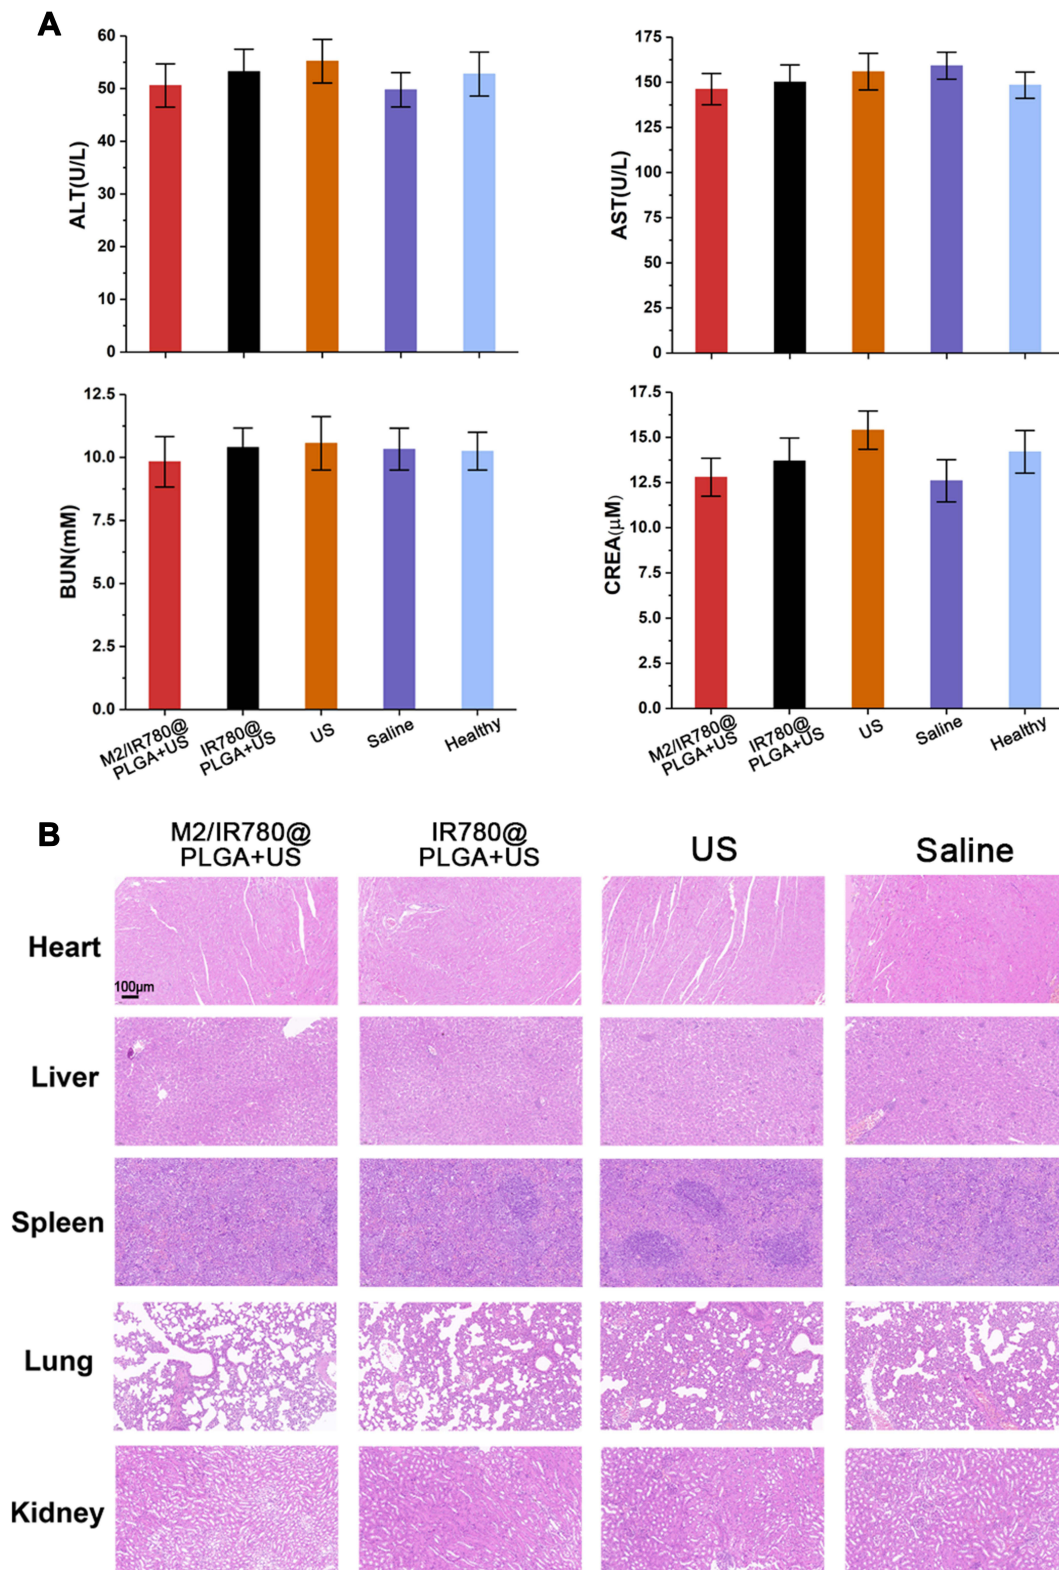 A
60
50
40
30
20
10
0
ALT(U/L)
175
150
125
100
75
50
25
0
AST(U/L)
12.5
10.0
7.5
5.0
2.5
0.0
BUN(mM)
M2/IR780@
PLGA+US
IR780@
PLGA+US
US
Saline
Healthy
17.5
15.0
12.5
10.0
7.5
5.0
2.5
0.0
CREA(μM)
M2/IR780@
PLGA+US
IR780@
PLGA+US
US
Saline
Healthy
B
M2/IR780@
PLGA+US
IR780@
PLGA+US
US
Saline
Heart
100μm
Liver
Spleen
Lung
Kidney